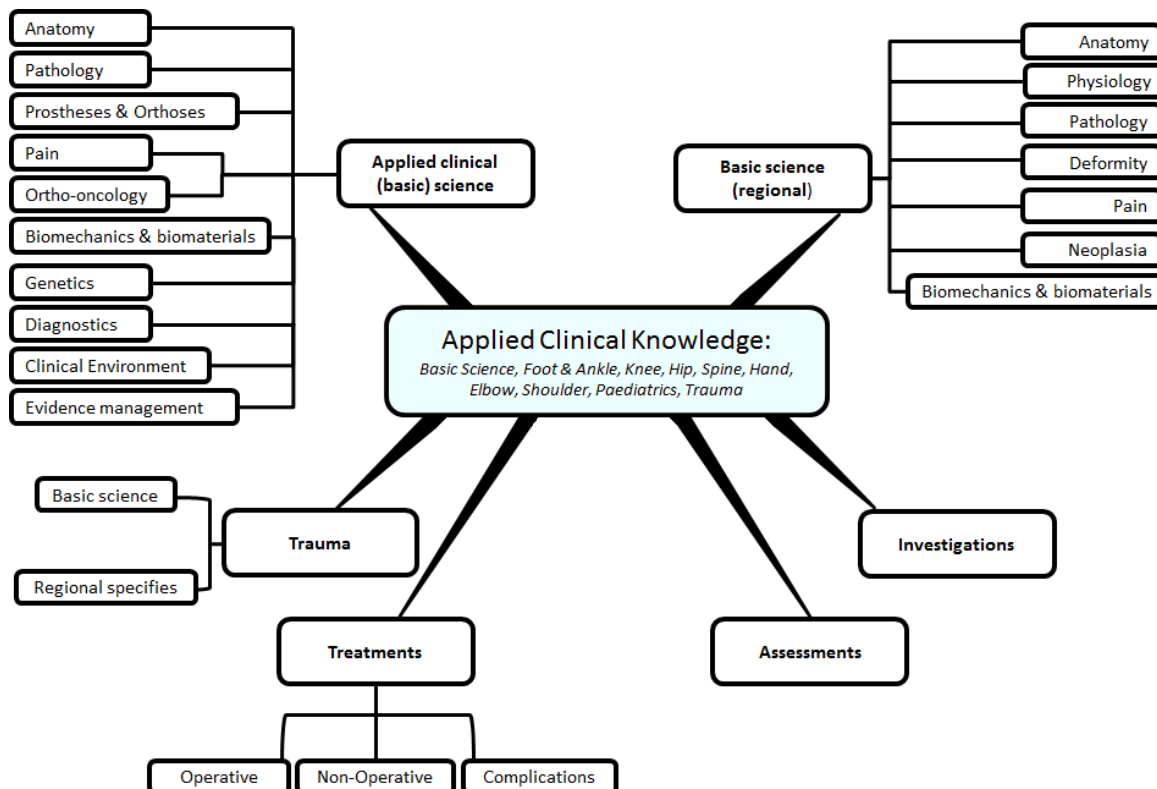 Anatomy
Pathology
Prostheses & Orthoses
Pain
Ortho-oncology
Biomechanics & biomaterials
Genetics
Diagnostics
Clinical Environment
Evidence management
Applied clinical
(basic) science
Basic science
(regional)
Anatomy
Physiology
Pathology
Deformity
Pain
Neoplasia
Biomechanics & biomaterials
Applied Clinical Knowledge:
Basic Science, Foot & Ankle, Knee, Hip, Spine, Hand,
Elbow, Shoulder, Paediatrics, Trauma
Basic science
Regional specifies
Trauma
Investigations
Treatments
Assessments
Operative
Non-Operative
Complications